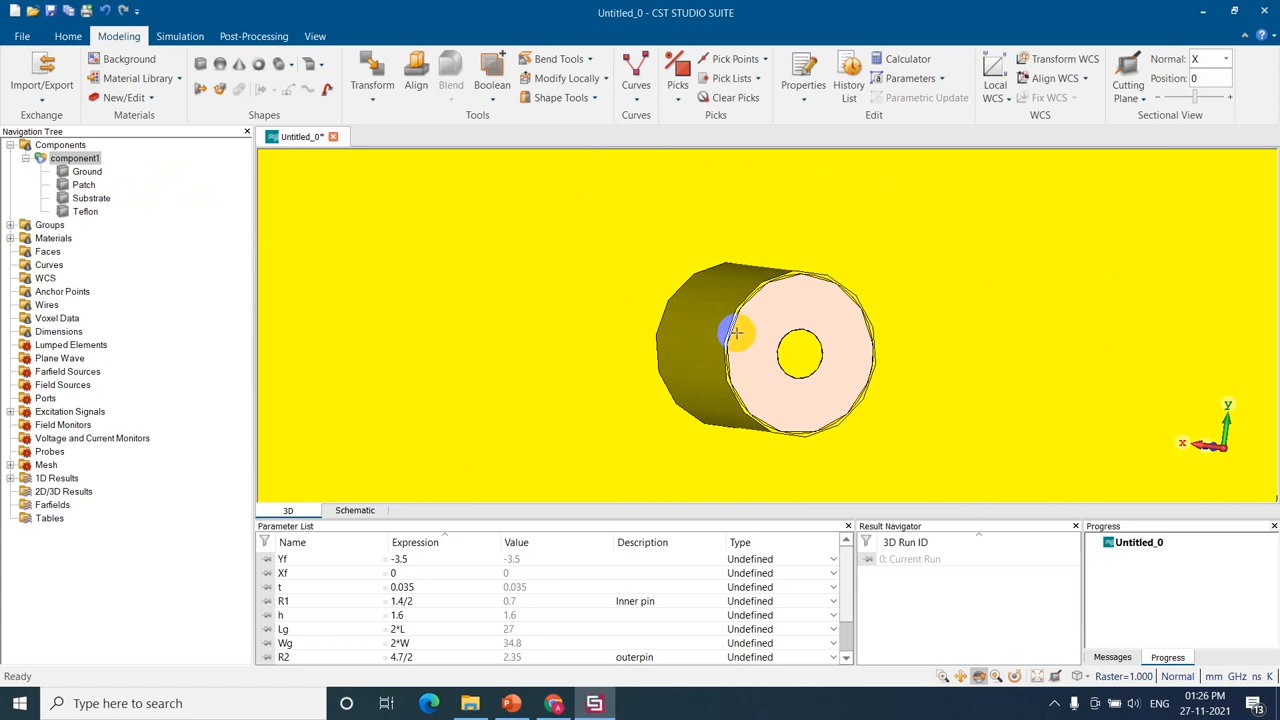 Untitled_0 - CST STUDIO SUITE
File Home Modeling Simulation Post-Processing View
Import/Export
Exchange
Background
Material Library
New/Edit
Materials
Shapes
Transform
Align
Blend
Boolean
Bend Tools
Modify Locally
Shape Tools
Tools
Curves
Curves
Picks
Pick Points
Pick Lists
Clear Picks
Picks
Properties
History List
Calculator
Parameters
Parametric Update
Edit
Local WCS
Transform WCS
Align WCS
Fix WCS
WCS
Cutting Plane
Normal: X
Position: 0
Sectional View
Navigation Tree
Untitled_0*
Components
component1
Ground
Patch
Substrate
Teflon
Groups
Materials
Faces
Curves
WCS
Anchor Points
Wires
Voxel Data
Dimensions
Lumped Elements
Plane Wave
Farfield Sources
Field Sources
Ports
Excitation Signals
Field Monitors
Voltage and Current Monitors
Probes
Mesh
1D Results
2D/3D Results
Farfields
Tables
y
x
3D Schematic
Parameter List
Name Expression Value Description Type
Yf = -3.5 -3.5 Undefined
Xf = 0 0 Undefined
t = 0.035 0.035 Undefined
R1 = 1.4/2 0.7 Inner pin Undefined
h = 1.6 1.6 Undefined
Lg = 2*L 27 Undefined
Wg = 2*W 34.8 Undefined
R2 = 4.7/2 2.35 outerpin Undefined
Result Navigator
3D Run ID
0: Current Run
Progress
Untitled_0
Messages Progress
Ready
Raster=1.000 Normal mm GHz ns K
Type here to search
01:26 PM
27-11-2021
13